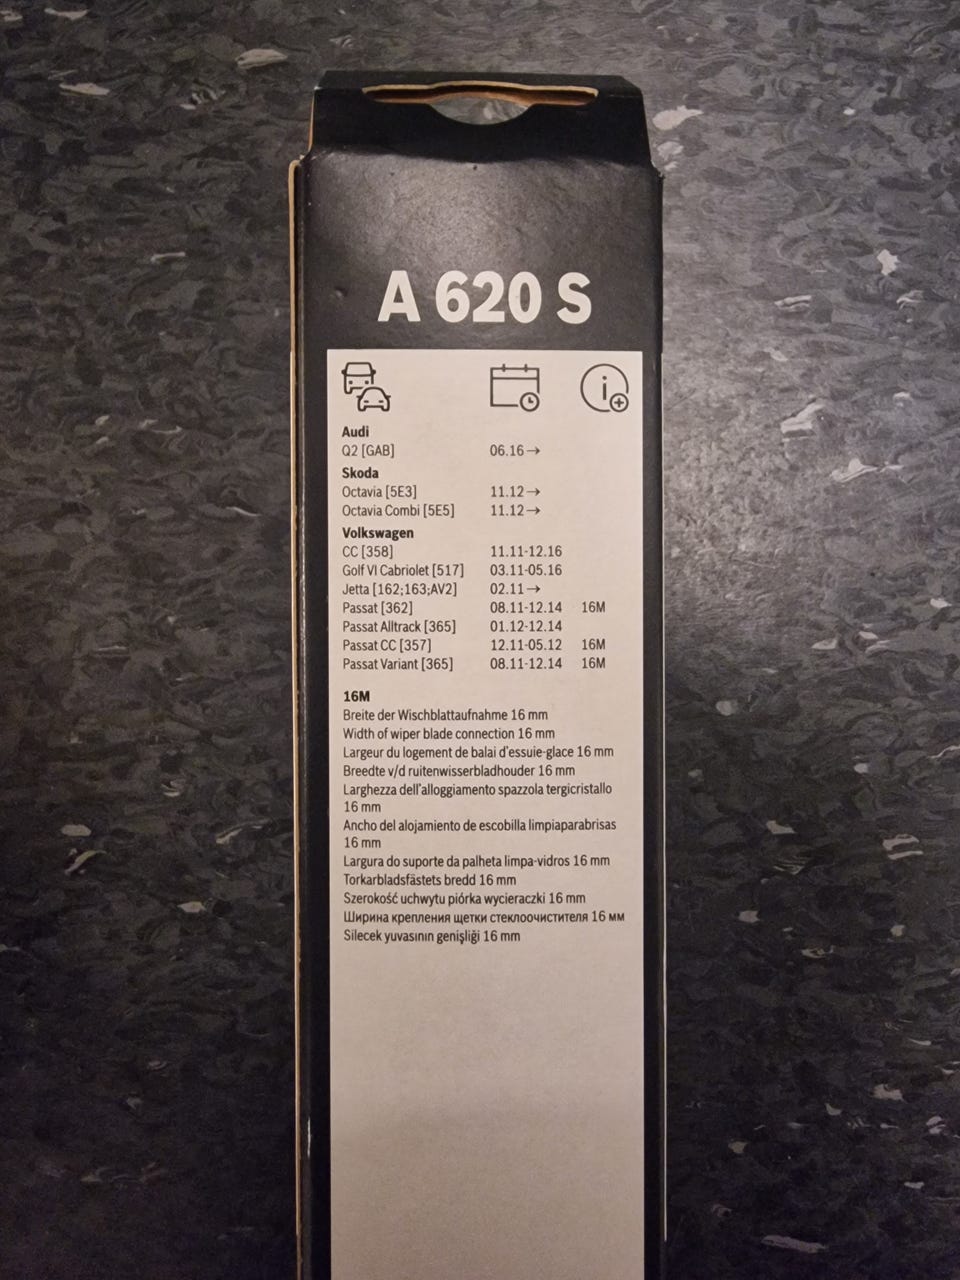 A 620 S
Audi
Q2 [GAB] 06.16→
Skoda
Octavia [5E3] 11.12→
Octavia Combi [5E5] 11.12→
Volkswagen
CC [358] 11.11-12.16
Golf VI Cabriolet [517] 03.11-05.16
Jetta [162;163;AV2] 02.11→
Passat [362] 08.11-12.14 16M
Passat Alltrack [365] 01.12-12.14
Passat CC [357] 12.11-05.12 16M
Passat Variant [365] 08.11-12.14 16M
16M
Breite der Wischblattaufnahme 16 mm
Width of wiper blade connection 16 mm
Largeur du logement de balai d'essuie-glace 16 mm
Breedte v/d ruitenwisserbladhouder 16 mm
Larghezza dell'alloggiamento spazzola tergicristallo
16 mm
Ancho del alojamiento de escobilla limpiaparabrisas
16 mm
Largura do suporte da palheta limpa-vidros 16 mm
Torkarbladsfästets bredd 16 mm
Szerokość uchwytu piórka wycieraczki 16 mm
Ширина крепления щетки стеклоочистителя 16 мм
Silecek yuvasının genişliği 16 mm